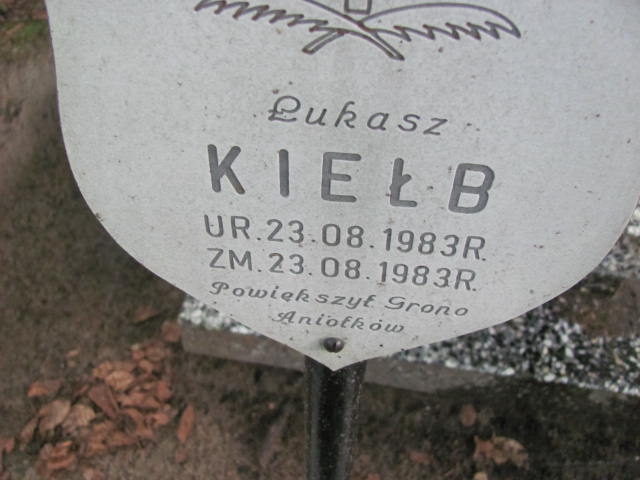 Łukasz
KIEŁB
UR.23.08.1983R.
ZM.23.08.1983R.
Powiększył Grono
Aniołków